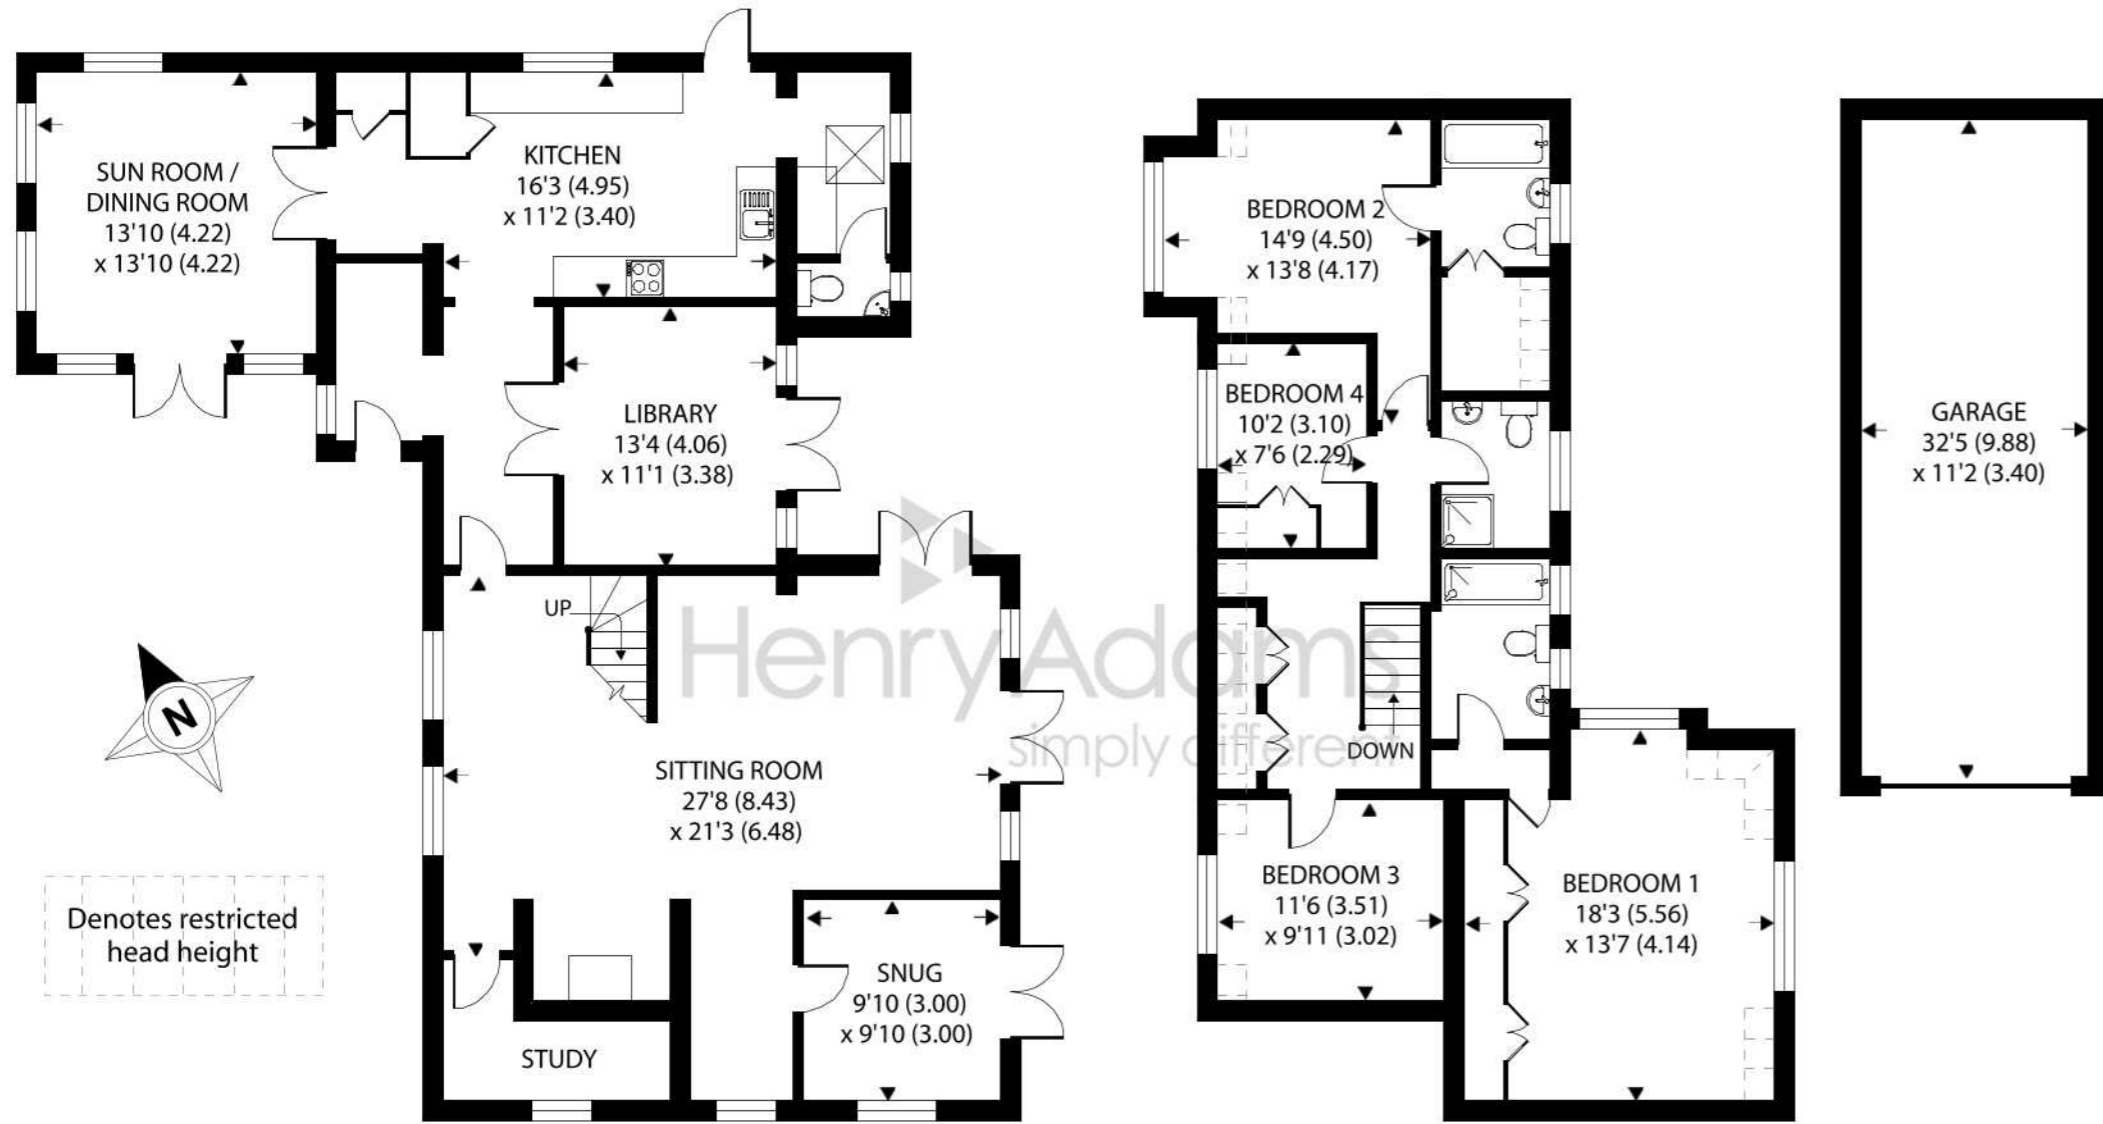 SUN ROOM /
DINING ROOM
13'10 (4.22)
x 13'10 (4.22)
KITCHEN
16'3 (4.95)
x 11'2 (3.40)
LIBRARY
13'4 (4.06)
x 11'1 (3.38)
UP
SITTING ROOM
27'8 (8.43)
x 21'3 (6.48)
SNUG
9'10 (3.00)
x 9'10 (3.00)
STUDY
N
Denotes restricted
head height
HenryAdams
simply different
BEDROOM 2
14'9 (4.50)
x 13'8 (4.17)
BEDROOM 4
10'2 (3.10)
x 7'6 (2.29)
DOWN
BEDROOM 3
11'6 (3.51)
x 9'11 (3.02)
BEDROOM 1
18'3 (5.56)
x 13'7 (4.14)
GARAGE
32'5 (9.88)
x 11'2 (3.40)